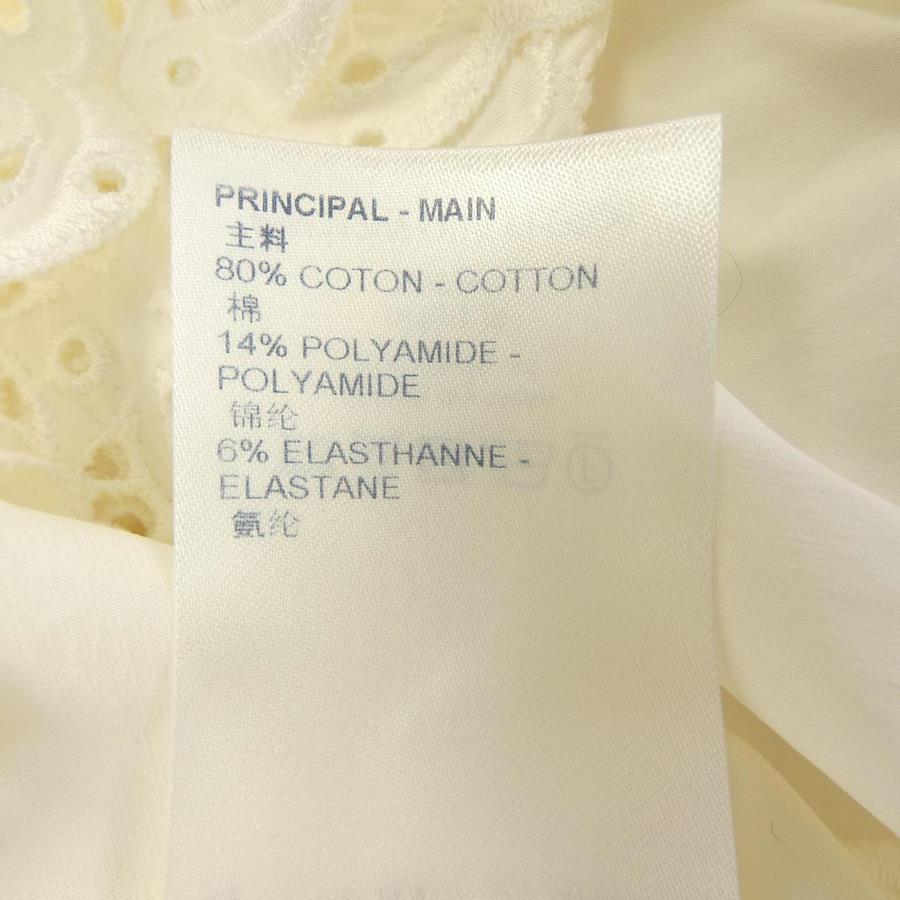 PRINCIPAL - MAIN
主料
80% COTON - COTTON
棉
14% POLYAMIDE -
POLYAMIDE
锦纶
6% ELASTHANNE -
ELASTANE
氨纶